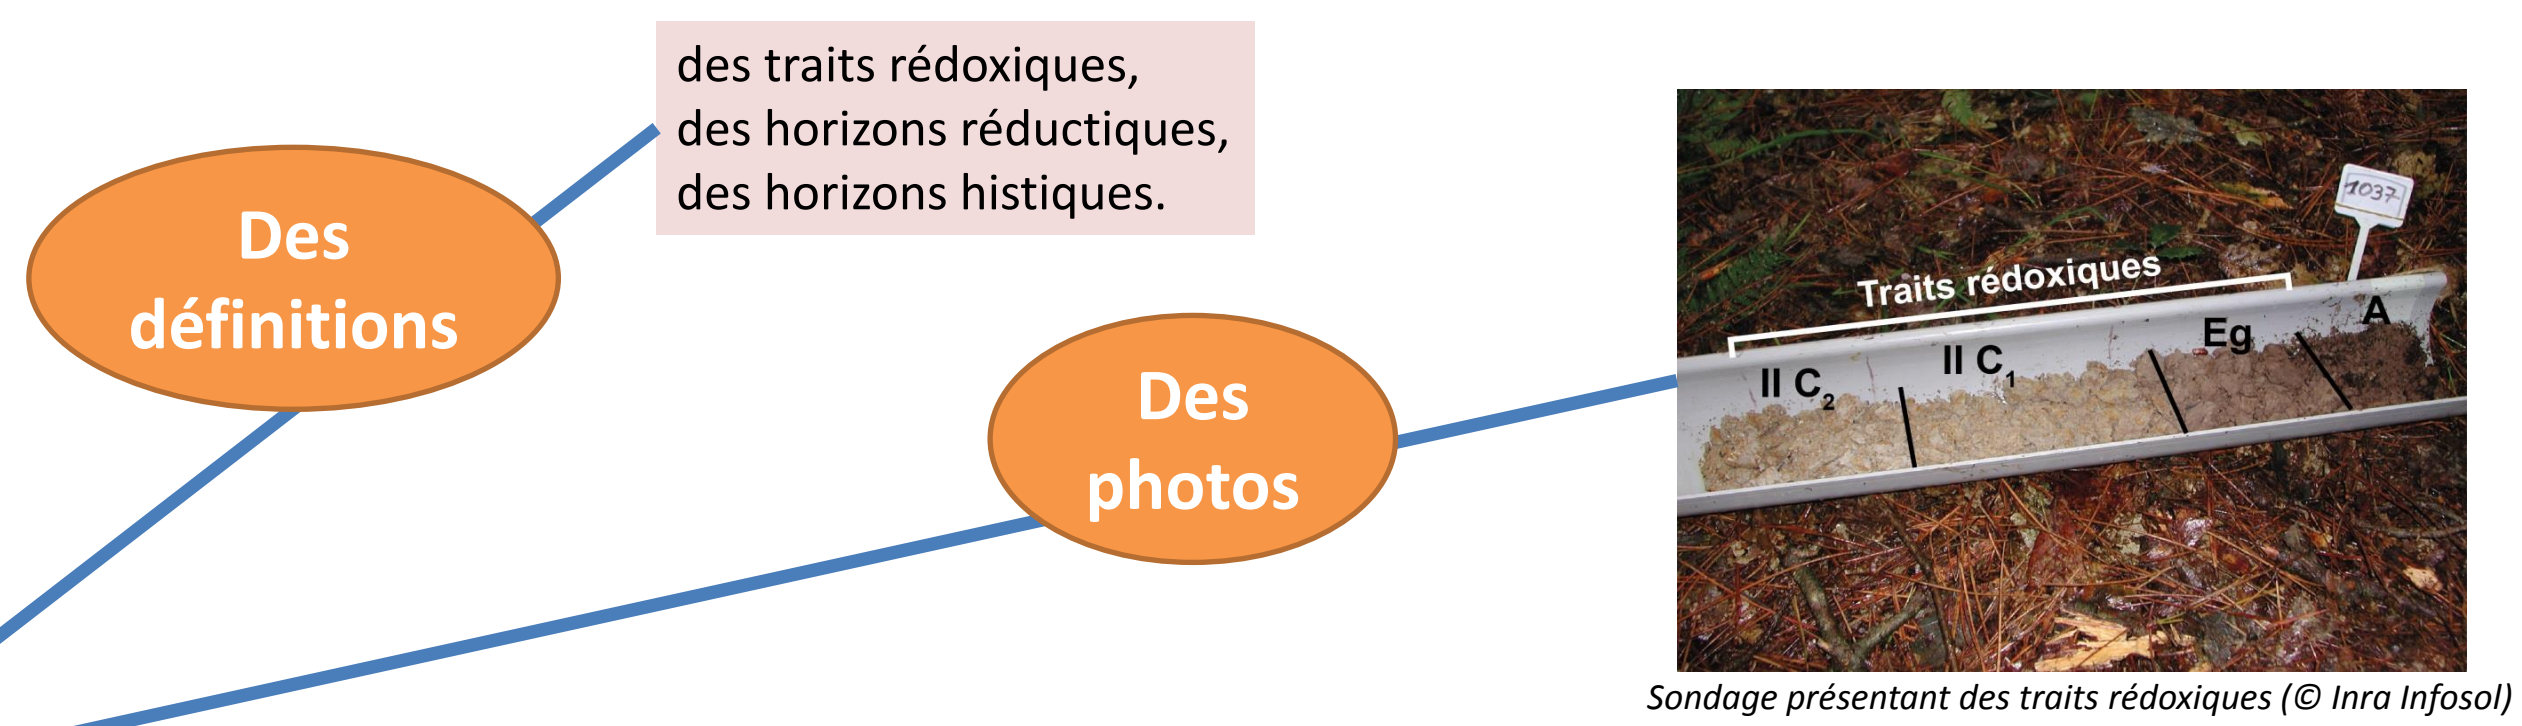 des traits rédoxiques,
des horizons réductiques,
des horizons histiques.
Des
définitions
Des
photos
1037
Traits rédoxiques
II C₂
II C₁
Eg
A
Sondage présentant des traits rédoxiques (© Inra Infosol)